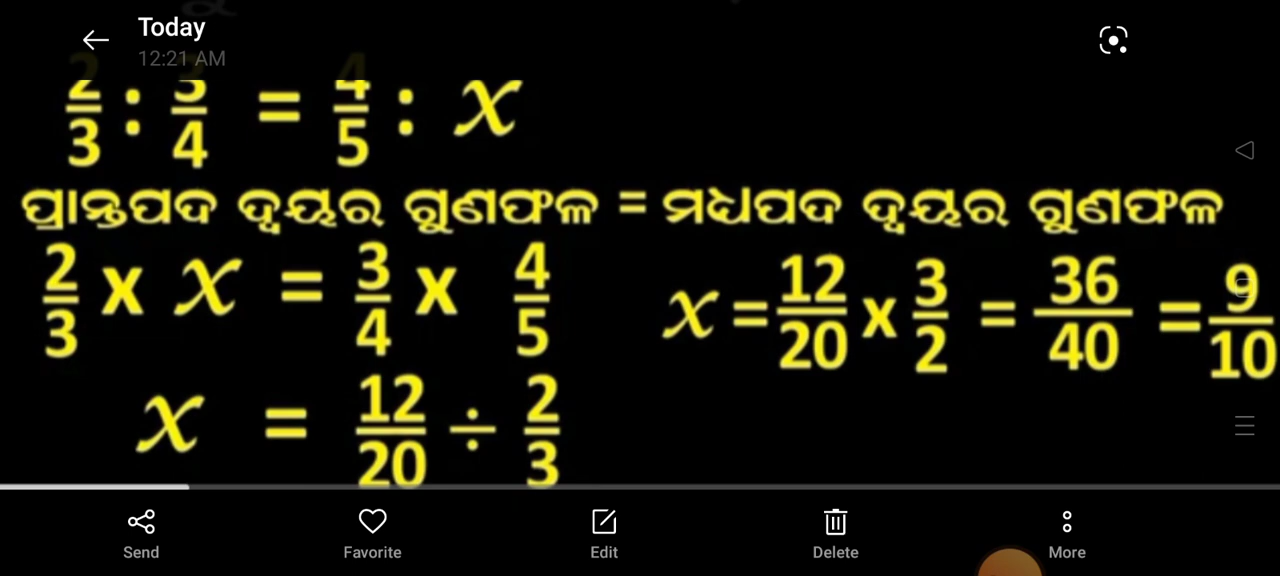 Today
12:21 AM
2/3 : 3/4 = 4/5 : x
ପ୍ରାନ୍ତପଦ ଦ୍ୱୟର ଗୁଣଫଳ = ମଧ୍ୟପଦ ଦ୍ୱୟର ଗୁଣଫଳ
2/3 x x = 3/4 x 4/5
x = 12/20 ÷ 2/3
x = 12/20 x 3/2 = 36/40 = 9/10
Send Favorite Edit Delete More